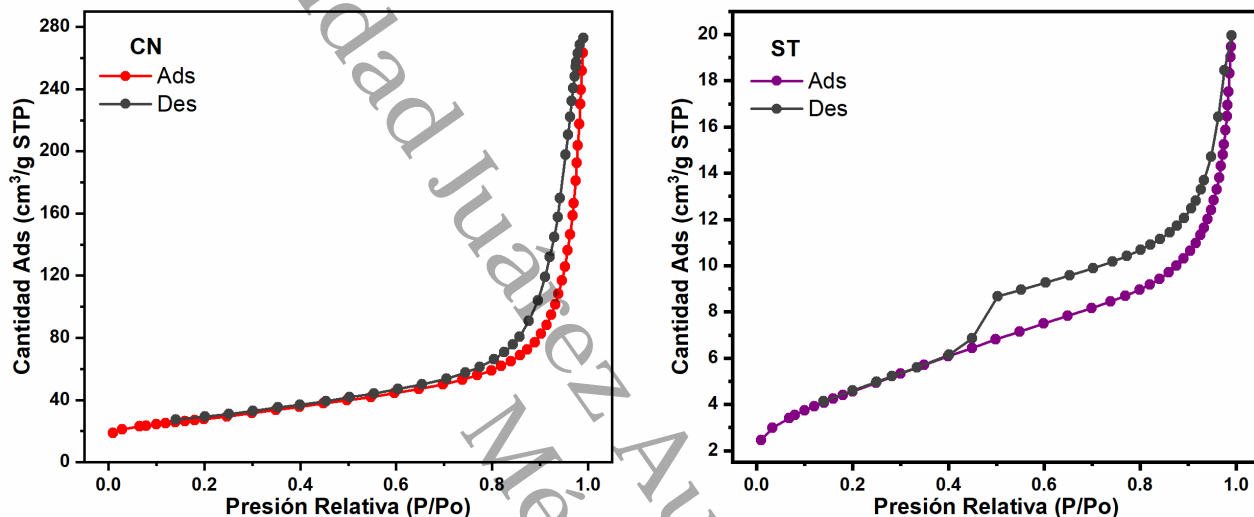 CN
Ads
Des
Cantidad Ads (cm³/g STP)
280
240
200
160
120
80
40
0
0.0 0.2 0.4 0.6 0.8 1.0
Presión Relativa (P/Po)
ST
Ads
Des
Cantidad Ads (cm³/g STP)
20
18
16
14
12
10
8
6
4
2
0.0 0.2 0.4 0.6 0.8 1.0
Presión Relativa (P/Po)
Juárez